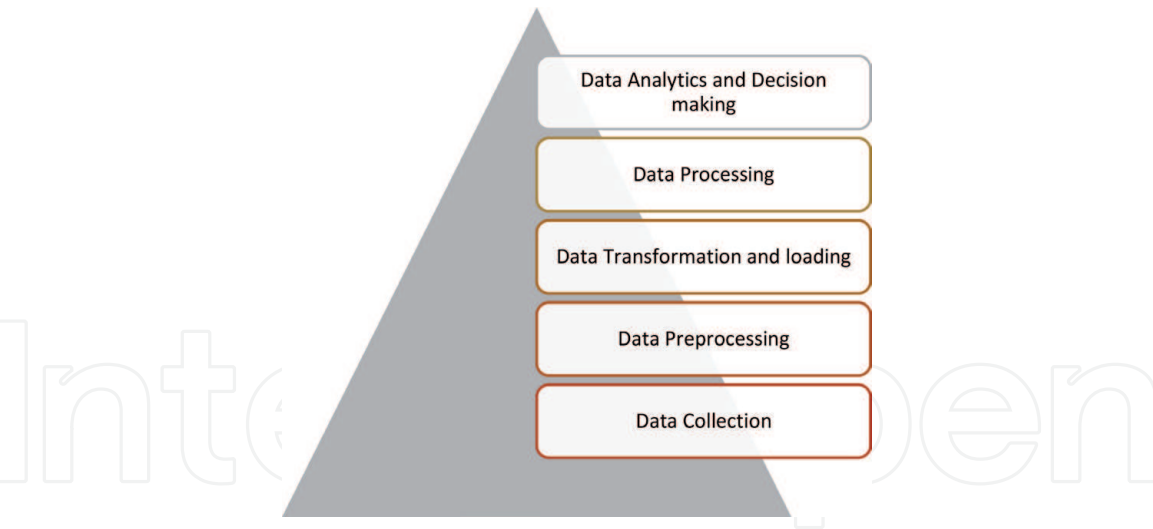 Data Analytics and Decision
making
Data Processing
Data Transformation and loading
Data Preprocessing
Data Collection